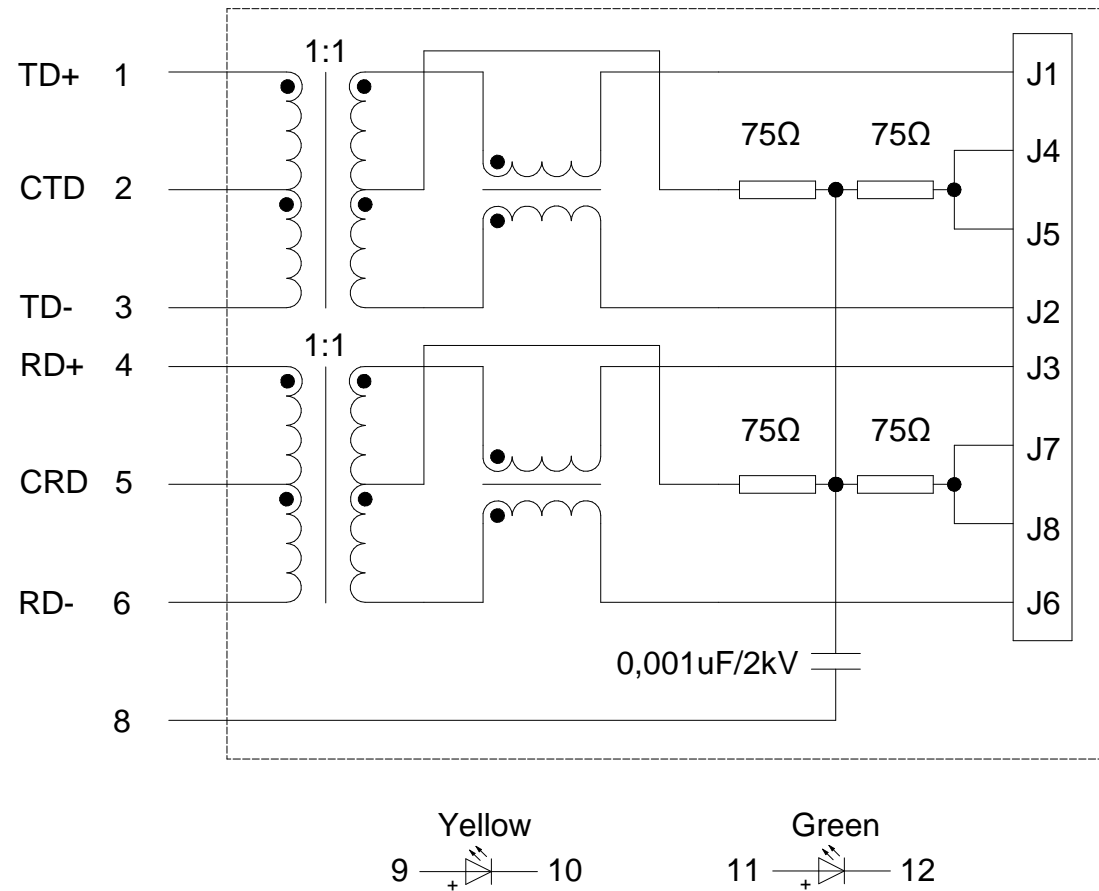 1:1
TD+ 1 J1
75Ω 75Ω
J4
CTD 2
J5
TD- 3 J2
1:1
RD+ 4 J3
75Ω 75Ω
J7
CRD 5
J8
RD- 6 J6
0,001uF/2kV
8
Yellow Green
9 + 10 11 + 12